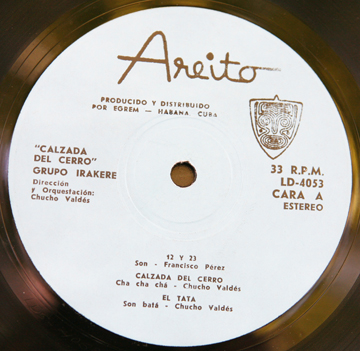 Areito
PRODUCIDO Y DISTRIBUIDO
POR EGREM — HABANA CUBA
"CALZADA
DEL CERRO"
GRUPO IRAKERE
Dirección
y Orquestación:
Chucho Valdés
33 R.P.M.
LD-4053
CARA A
ESTEREO
12 Y 23
Son - Francisco Pérez
CALZADA DEL CERRO
Cha cha chá - Chucho Valdés
EL TATA
Son batá - Chucho Valdés